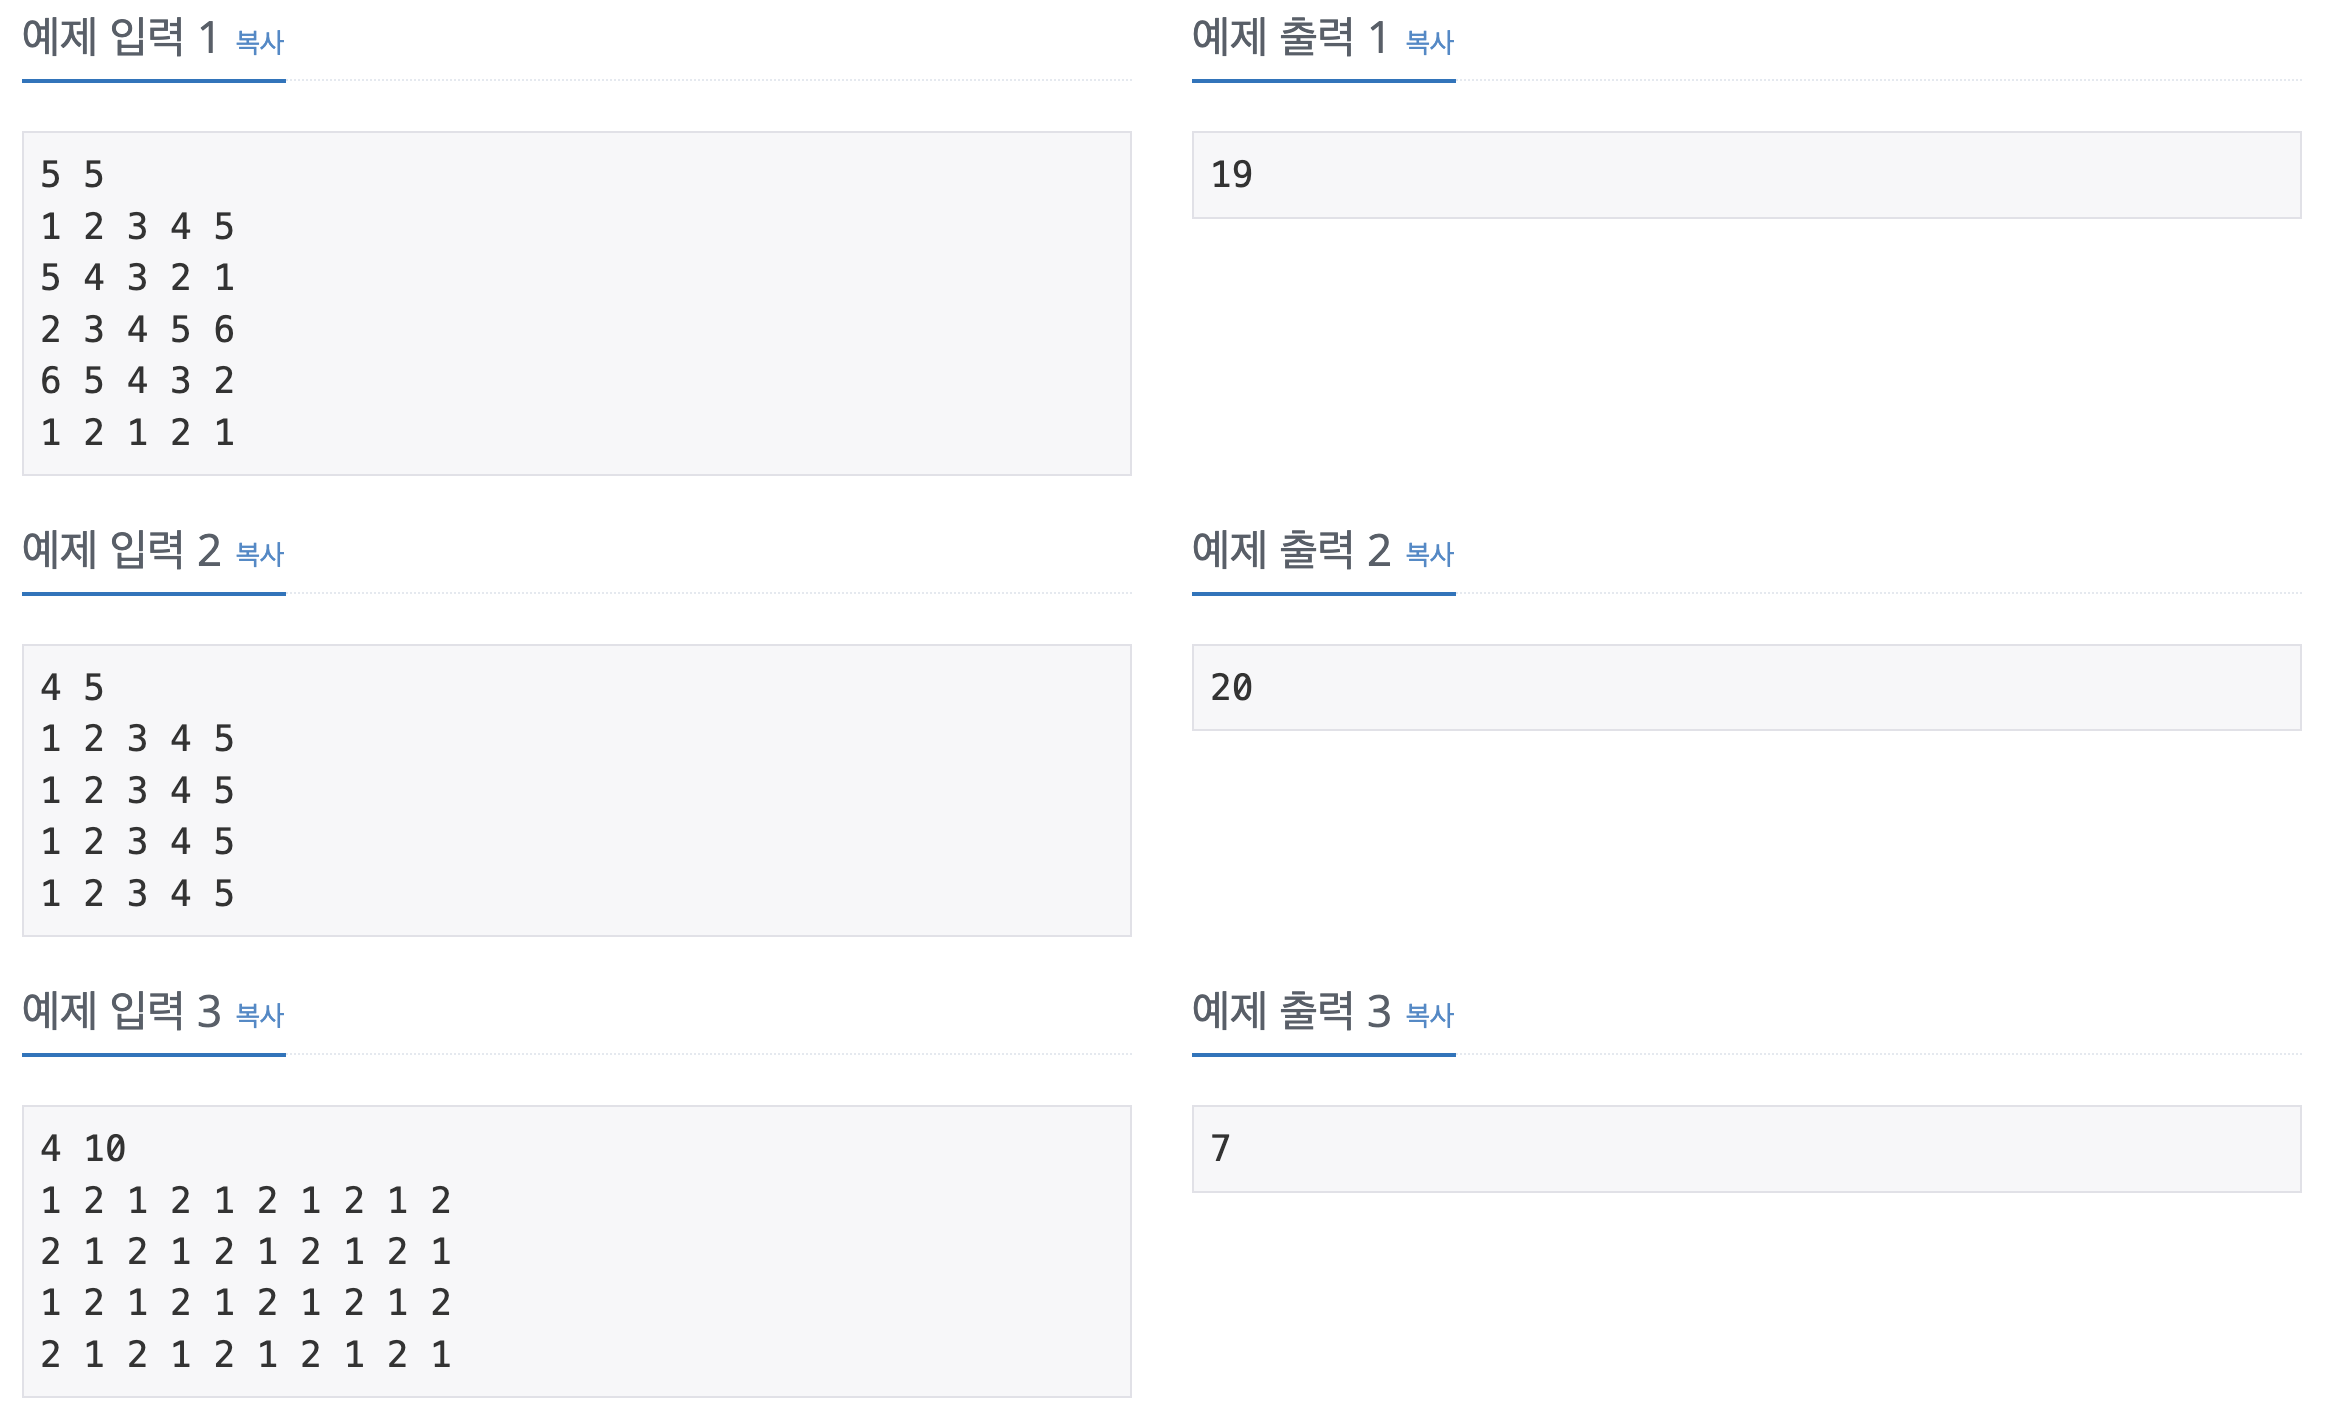 예제 입력 1 복사
5 5
1 2 3 4 5
5 4 3 2 1
2 3 4 5 6
6 5 4 3 2
1 2 1 2 1
예제 출력 1 복사
19
예제 입력 2 복사
4 5
1 2 3 4 5
1 2 3 4 5
1 2 3 4 5
1 2 3 4 5
예제 출력 2 복사
20
예제 입력 3 복사
4 10
1 2 1 2 1 2 1 2 1 2
2 1 2 1 2 1 2 1 2 1
1 2 1 2 1 2 1 2 1 2
2 1 2 1 2 1 2 1 2 1
예제 출력 3 복사
7